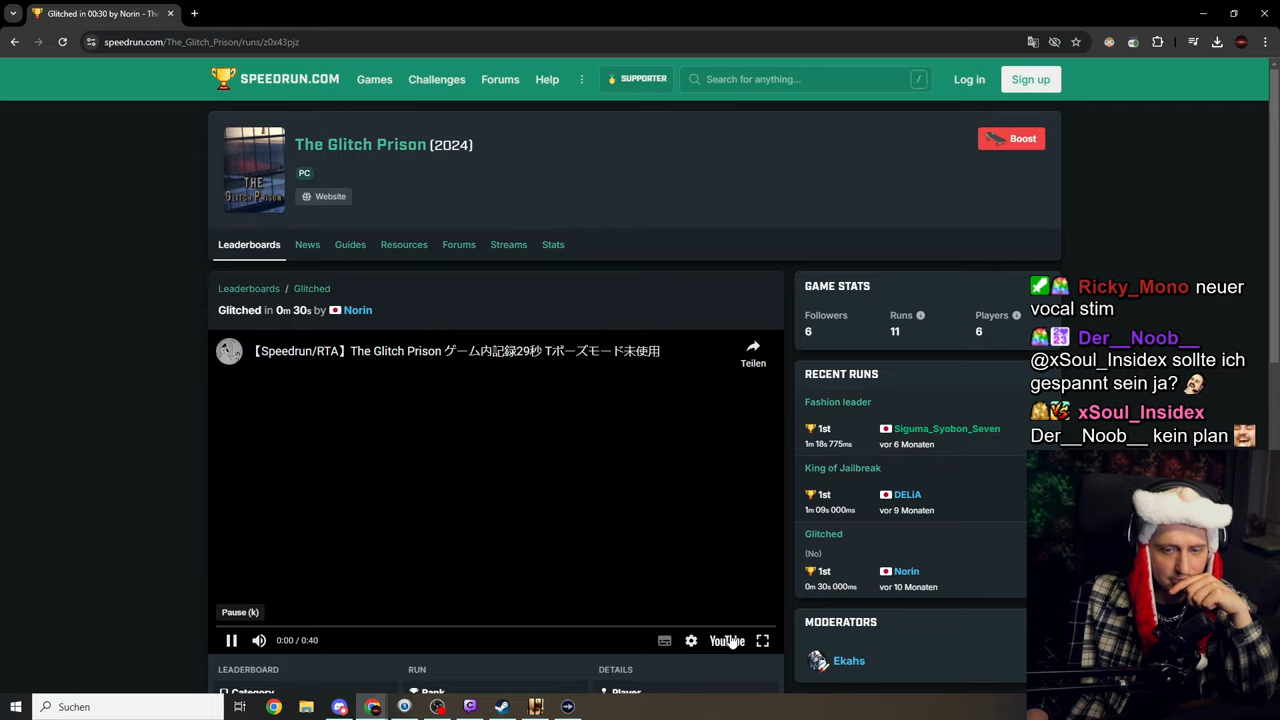 Glitched in 00:30 by Norin - The
speedrun.com/The_Glitch_Prison/runs/z0x43pjz
SPEEDRUN.COM
Games
Challenges
Forums
Help
SUPPORTER
Search for anything...
/
Log in
Sign up
THE
GLITCH PRISON
The Glitch Prison (2024)
PC
Website
Boost
Leaderboards
News
Guides
Resources
Forums
Streams
Stats
Leaderboards / Glitched
Glitched in 0m 30s by Norin
【Speedrun/RTA】The Glitch Prison ゲーム内記録29秒 Tポーズモード未使用
Teilen
Pause (k)
0:00 / 0:40
YouTube
LEADERBOARD
RUN
DETAILS
Category
Rank
Player
GAME STATS
Followers
Runs
Players
6
11
6
RECENT RUNS
Fashion leader
1st
Siguma_Syobon_Seven
1m 18s 775ms
vor 6 Monaten
King of Jailbreak
1st
DELiA
1m 09s 000ms
vor 9 Monaten
Glitched
(No)
1st
Norin
0m 30s 000ms
vor 10 Monaten
MODERATORS
Ekahs
Ricky_Mono neuer
vocal stim
Der__Noob__
@xSoul_Insidex sollte ich
gespannt sein ja?
xSoul_Insidex
Der__Noob__ kein plan
Suchen